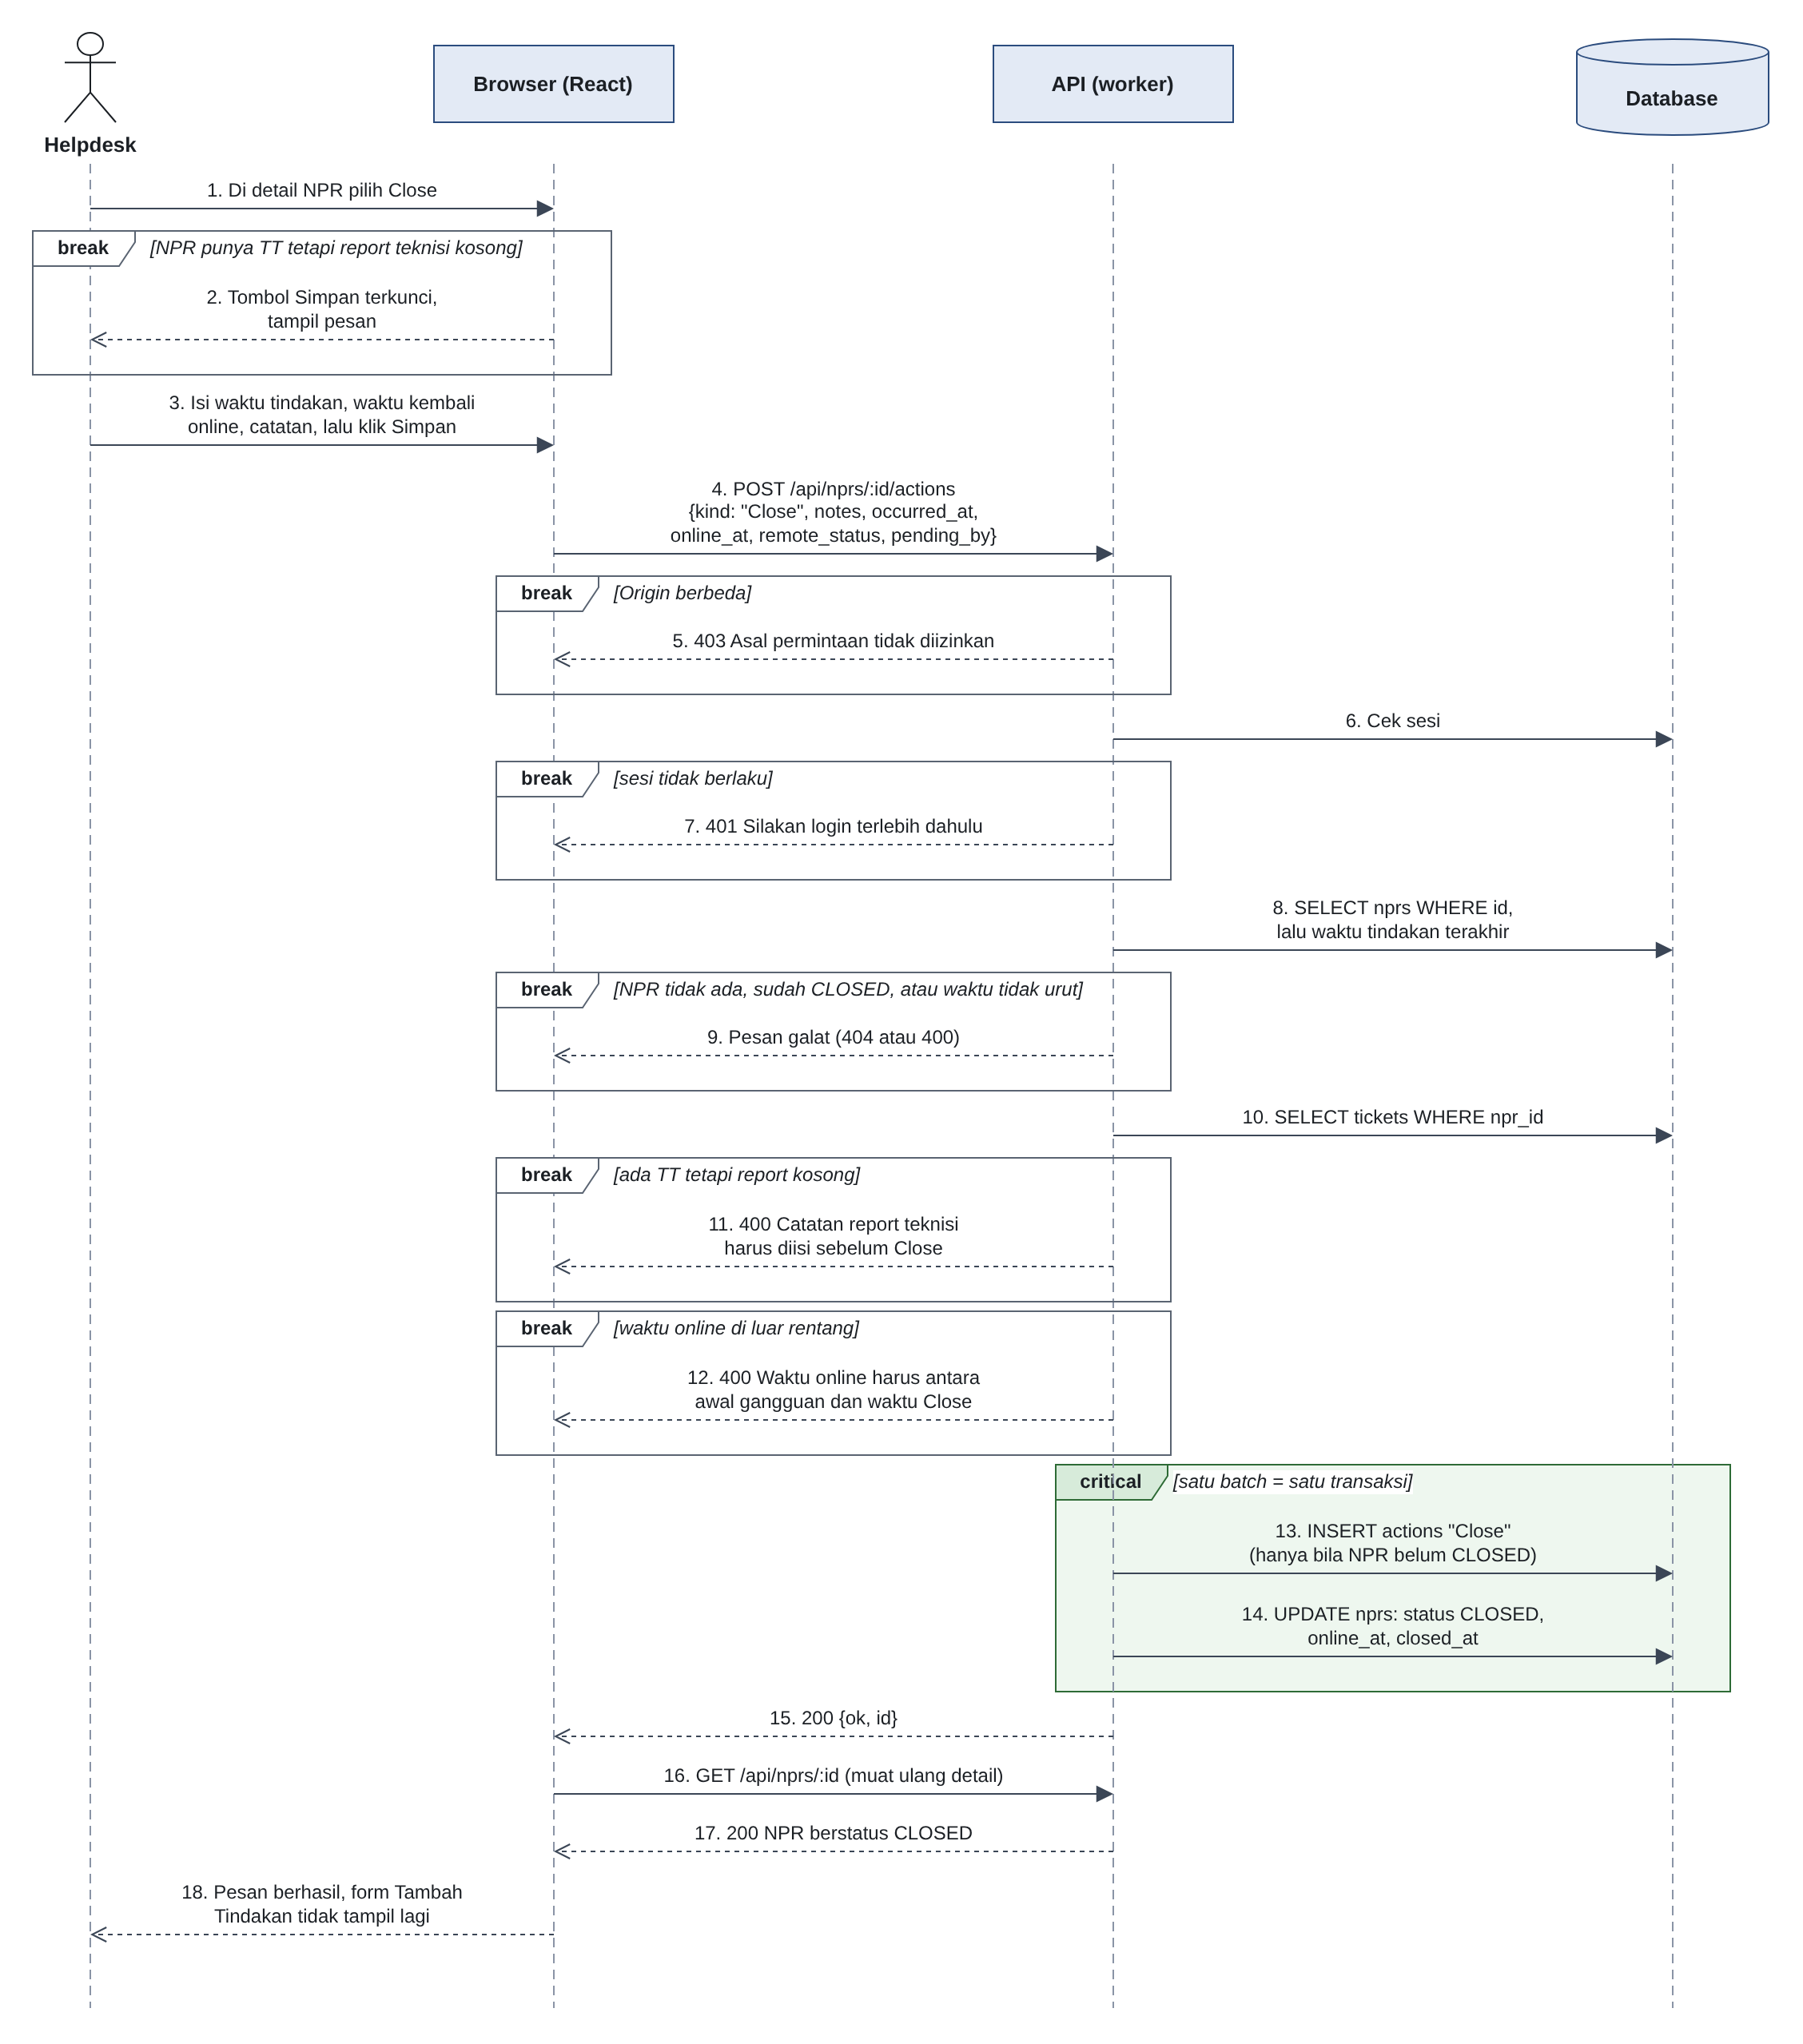 Helpdesk
Browser (React)
API (worker)
Database
1. Di detail NPR pilih Close
break
[NPR punya TT tetapi report teknisi kosong]
2. Tombol Simpan terkunci,
tampil pesan
3. Isi waktu tindakan, waktu kembali
online, catatan, lalu klik Simpan
4. POST /api/nprs/:id/actions
{kind: "Close", notes, occurred_at,
online_at, remote_status, pending_by}
break
[Origin berbeda]
5. 403 Asal permintaan tidak diizinkan
6. Cek sesi
break
[sesi tidak berlaku]
7. 401 Silakan login terlebih dahulu
8. SELECT nprs WHERE id,
lalu waktu tindakan terakhir
break
[NPR tidak ada, sudah CLOSED, atau waktu tidak urut]
9. Pesan galat (404 atau 400)
10. SELECT tickets WHERE npr_id
break
[ada TT tetapi report kosong]
11. 400 Catatan report teknisi
harus diisi sebelum Close
break
[waktu online di luar rentang]
12. 400 Waktu online harus antara
awal gangguan dan waktu Close
critical
[satu batch = satu transaksi]
13. INSERT actions "Close"
(hanya bila NPR belum CLOSED)
14. UPDATE nprs: status CLOSED,
online_at, closed_at
15. 200 {ok, id}
16. GET /api/nprs/:id (muat ulang detail)
17. 200 NPR berstatus CLOSED
18. Pesan berhasil, form Tambah
Tindakan tidak tampil lagi